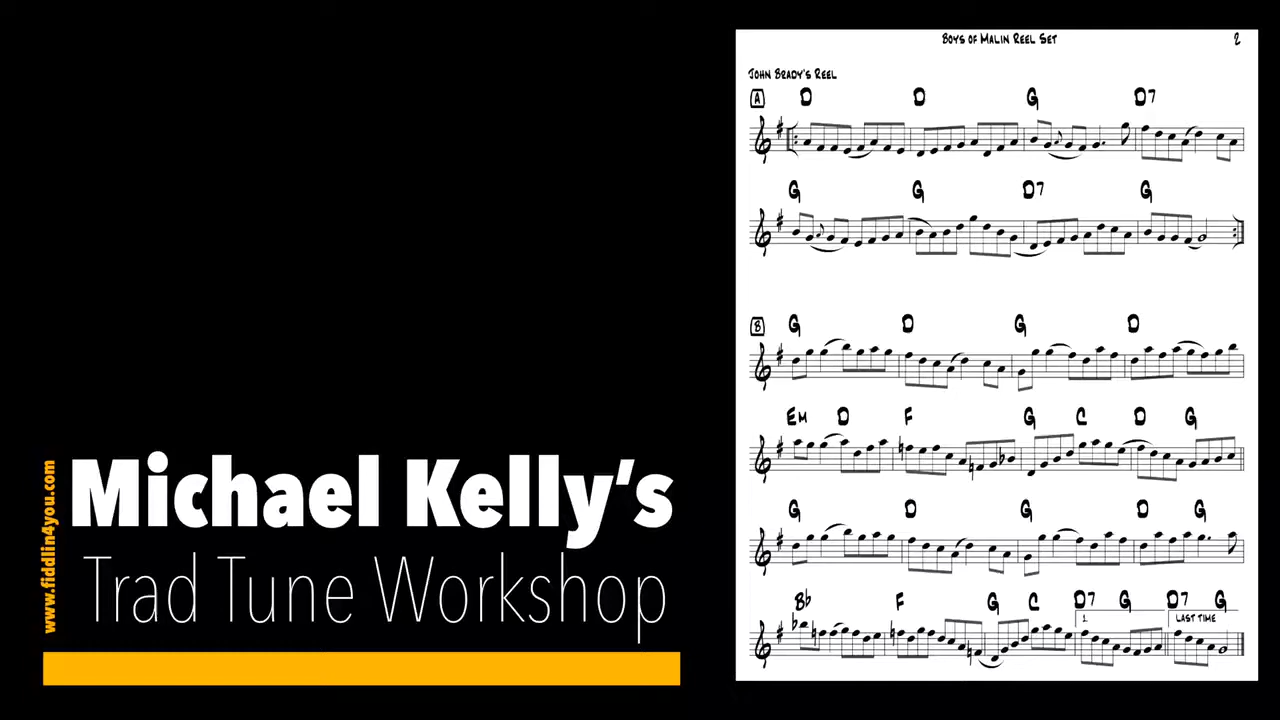 www.fiddlin4you.com
Michael Kelly's
Trad Tune Workshop
Boys of Malin Reel Set 2
John Brady's Reel
A D D G D7
G G D7 G
B G D G D
Em D F G C D G
G D G D G
Bb F G C D7 G D7 G
1. Last Time